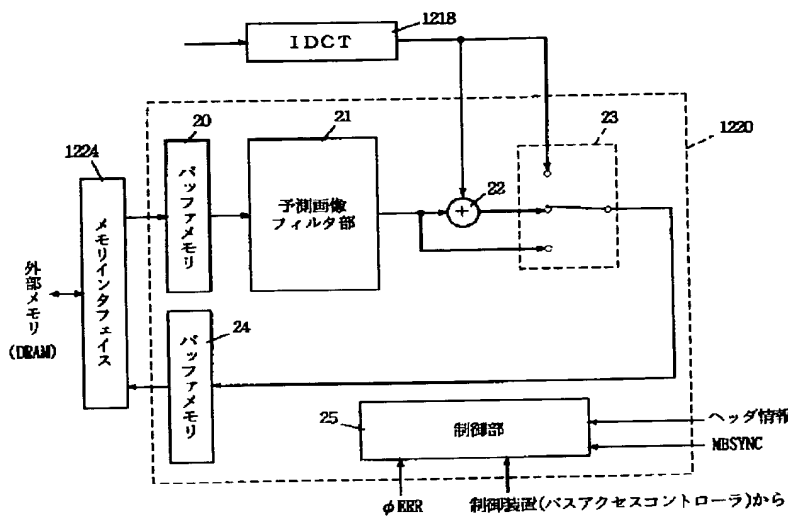 1218
IDCT
20
21
23
1220
1224
バッファメモリ
予測画像
フィルタ部
22
メモリインタフェイス
外部メモリ
(DRAM)
24
バッファメモリ
25
制御部
ヘッダ情報
MBSYNC
φERR
制御装置(バスアクセスコントローラ)から